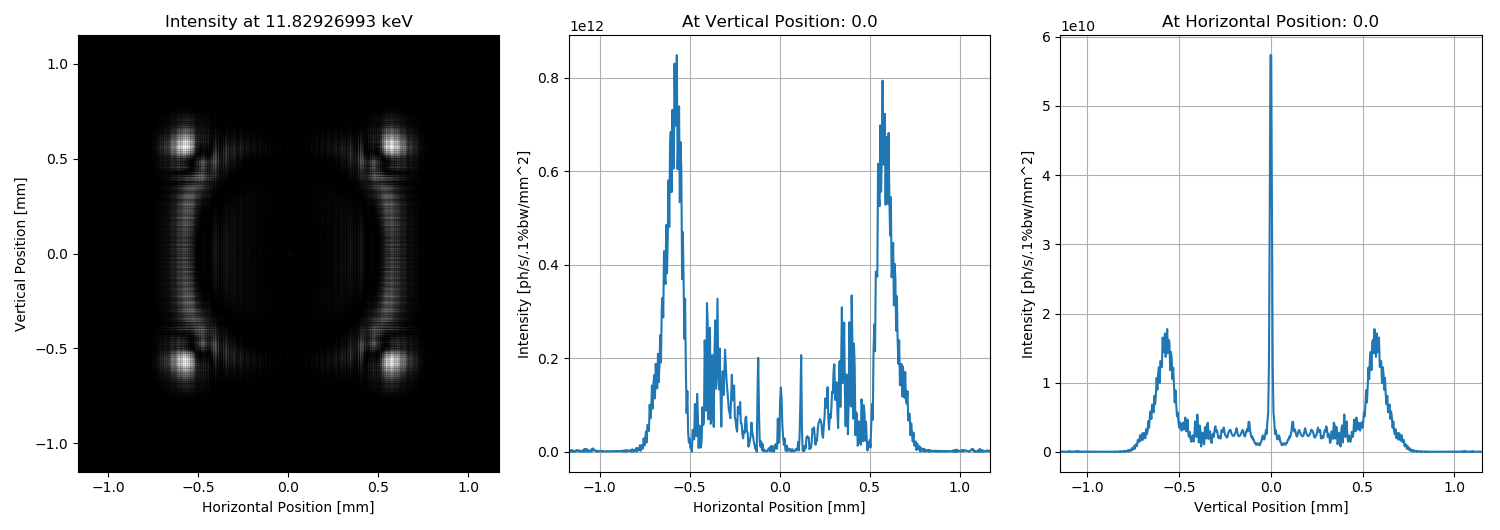 Intensity at 11.82926993 keV
1.0
0.5
0.0
−0.5
−1.0
Vertical Position [mm]
−1.0
−0.5
0.0
0.5
1.0
Horizontal Position [mm]
At Vertical Position: 0.0
1e12
0.8
0.6
0.4
0.2
0.0
Intensity [ph/s/.1%bw/mm^2]
−1.0
−0.5
0.0
0.5
1.0
Horizontal Position [mm]
At Horizontal Position: 0.0
1e10
6
5
4
3
2
1
0
Intensity [ph/s/.1%bw/mm^2]
−1.0
−0.5
0.0
0.5
1.0
Vertical Position [mm]